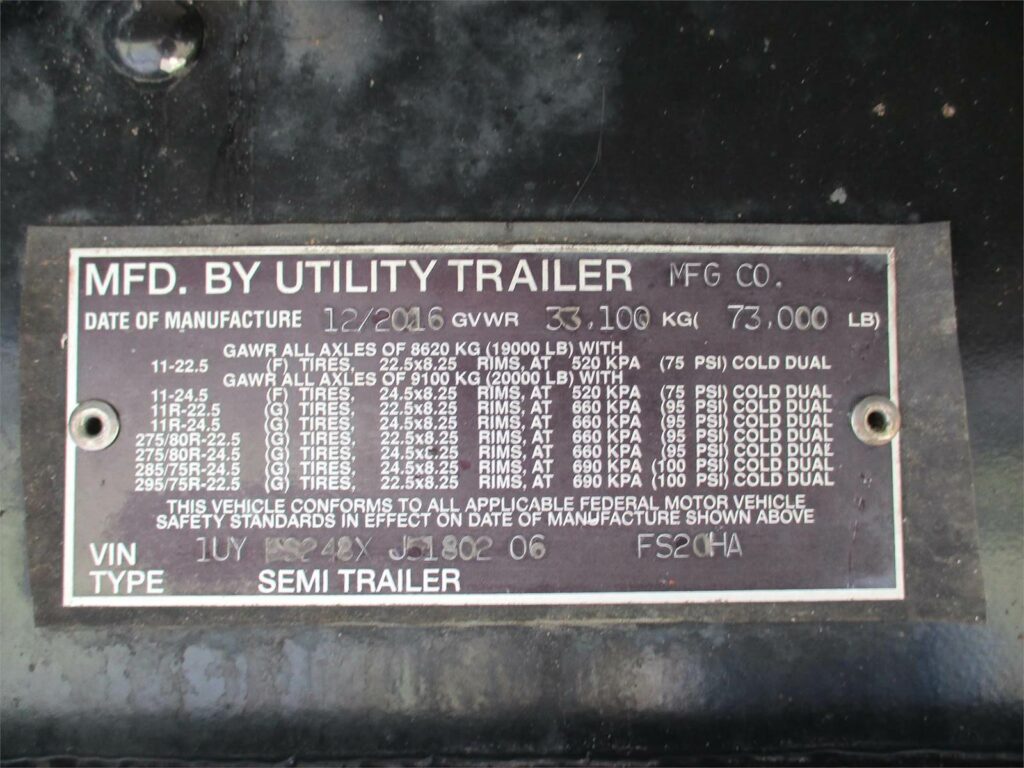 MFD. BY UTILITY TRAILER MFG CO.
DATE OF MANUFACTURE 12/2016 GVWR 33,100 KG( 73,000 LB)
GAWR ALL AXLES OF 8620 KG (19000 LB) WITH
11-22.5 (F) TIRES, 22.5x8.25 RIMS, AT 520 KPA (75 PSI) COLD DUAL
GAWR ALL AXLES OF 9100 KG (20000 LB) WITH
11-24.5 (F) TIRES, 24.5x8.25 RIMS, AT 520 KPA (75 PSI) COLD DUAL
11R-22.5 (G) TIRES, 22.5x8.25 RIMS, AT 660 KPA (95 PSI) COLD DUAL
11R-24.5 (G) TIRES, 24.5x8.25 RIMS, AT 660 KPA (95 PSI) COLD DUAL
275/80R-22.5 (G) TIRES, 22.5x8.25 RIMS, AT 660 KPA (95 PSI) COLD DUAL
275/80R-24.5 (G) TIRES, 24.5x8.25 RIMS, AT 660 KPA (95 PSI) COLD DUAL
285/75R-24.5 (G) TIRES, 24.5x8.25 RIMS, AT 690 KPA (100 PSI) COLD DUAL
295/75R-22.5 (G) TIRES, 22.5x8.25 RIMS, AT 690 KPA (100 PSI) COLD DUAL
THIS VEHICLE CONFORMS TO ALL APPLICABLE FEDERAL MOTOR VEHICLE
SAFETY STANDARDS IN EFFECT ON DATE OF MANUFACTURE SHOWN ABOVE
VIN 1UY 06 FS20HA
TYPE SEMI TRAILER